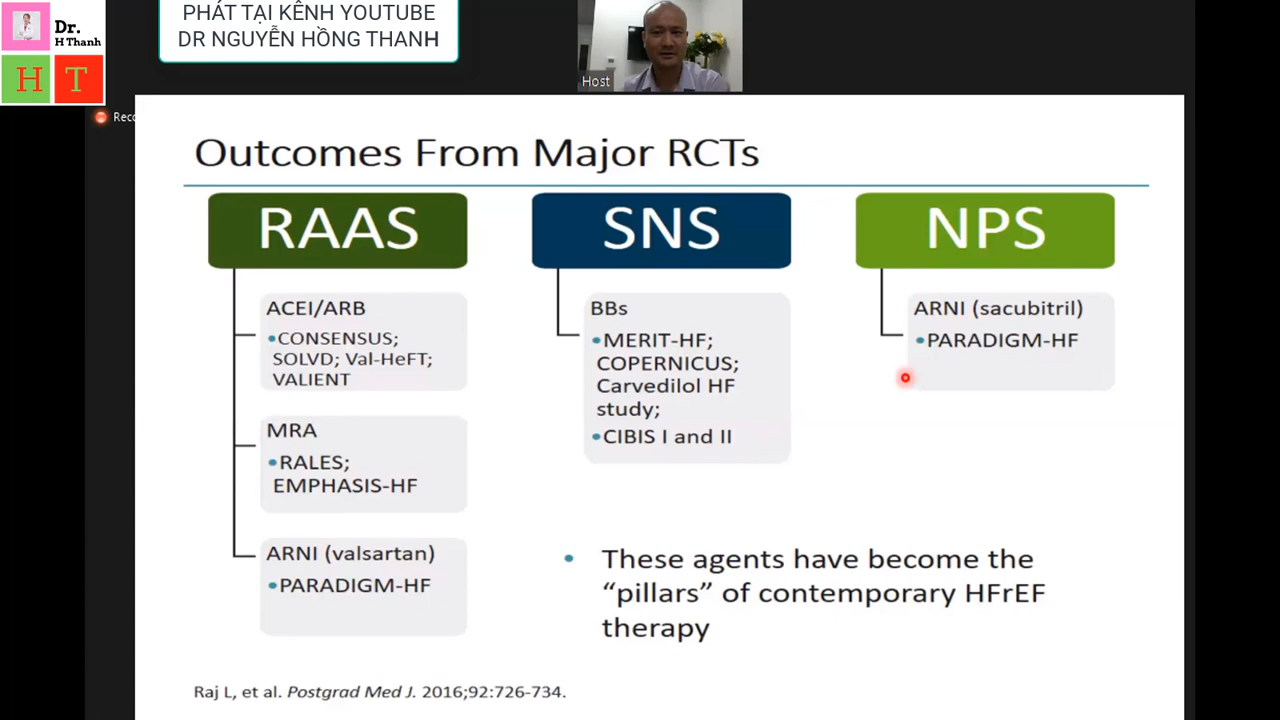 PHÁT TẠI KÊNH YOUTUBE
DR NGUYỄN HỒNG THANH
Dr.
H Thanh
H T
Host
Reco
Outcomes From Major RCTs
RAAS
ACEI/ARB
•CONSENSUS;
SOLVD; Val-HeFT;
VALIENT
MRA
•RALES;
EMPHASIS-HF
ARNI (valsartan)
•PARADIGM-HF
SNS
BBs
•MERIT-HF;
COPERNICUS;
Carvedilol HF
study;
•CIBIS I and II
NPS
ARNI (sacubitril)
•PARADIGM-HF
• These agents have become the
“pillars” of contemporary HFrEF
therapy
Raj L, et al. Postgrad Med J. 2016;92:726-734.